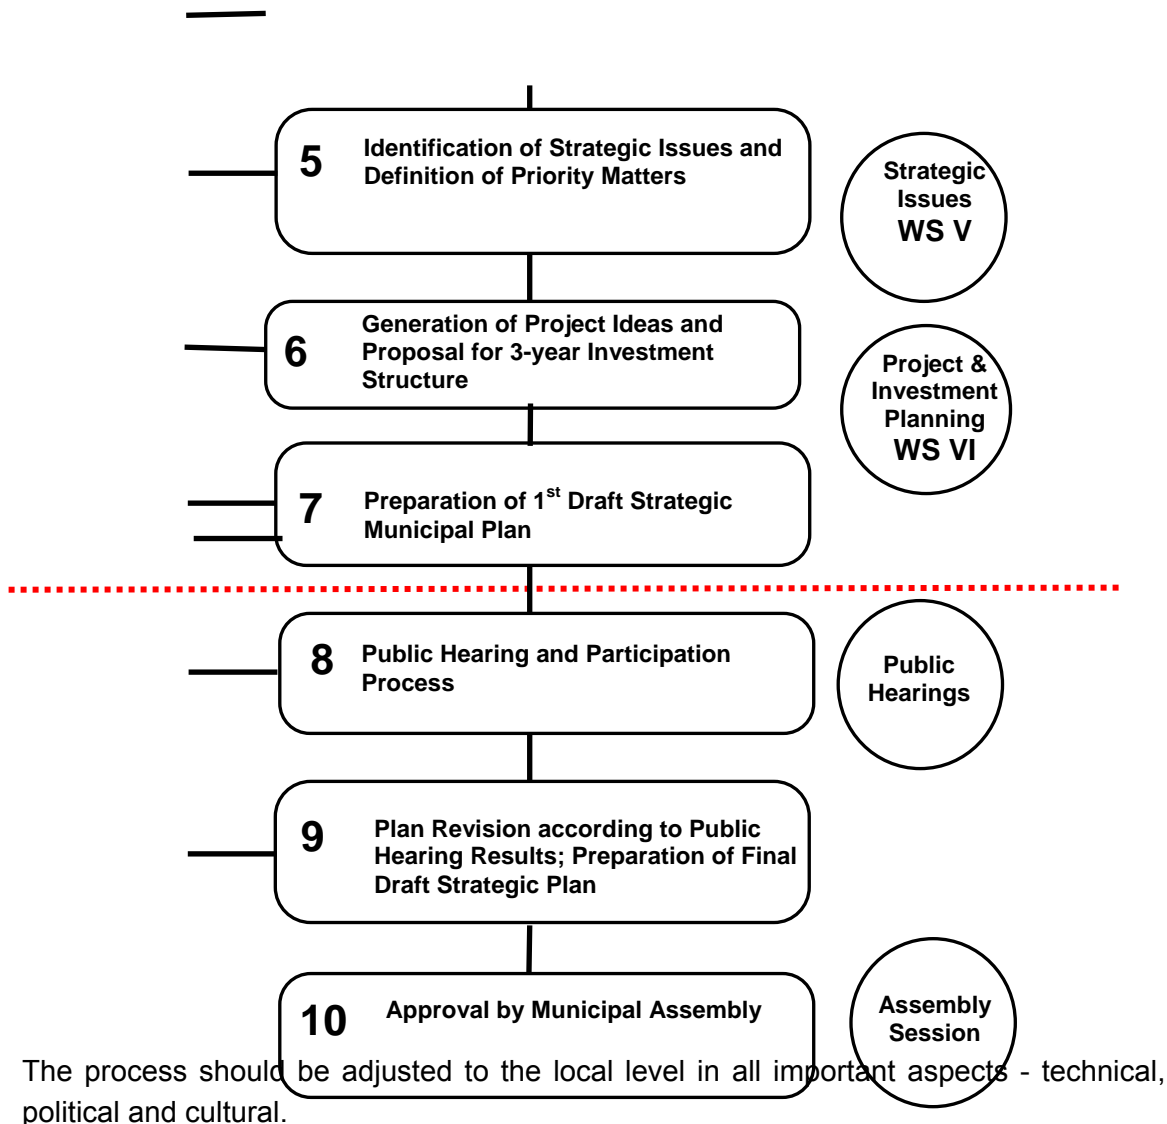 5
Identification of Strategic Issues and
Definition of Priority Matters
Strategic
Issues
WS V
6
Generation of Project Ideas and
Proposal for 3-year Investment
Structure
Project &
Investment
Planning
WS VI
7
Preparation of 1st Draft Strategic
Municipal Plan
8
Public Hearing and Participation
Process
Public
Hearings
9
Plan Revision according to Public
Hearing Results; Preparation of Final
Draft Strategic Plan
10
Approval by Municipal Assembly
Assembly
Session
The process should be adjusted to the local level in all important aspects - technical,
political and cultural.